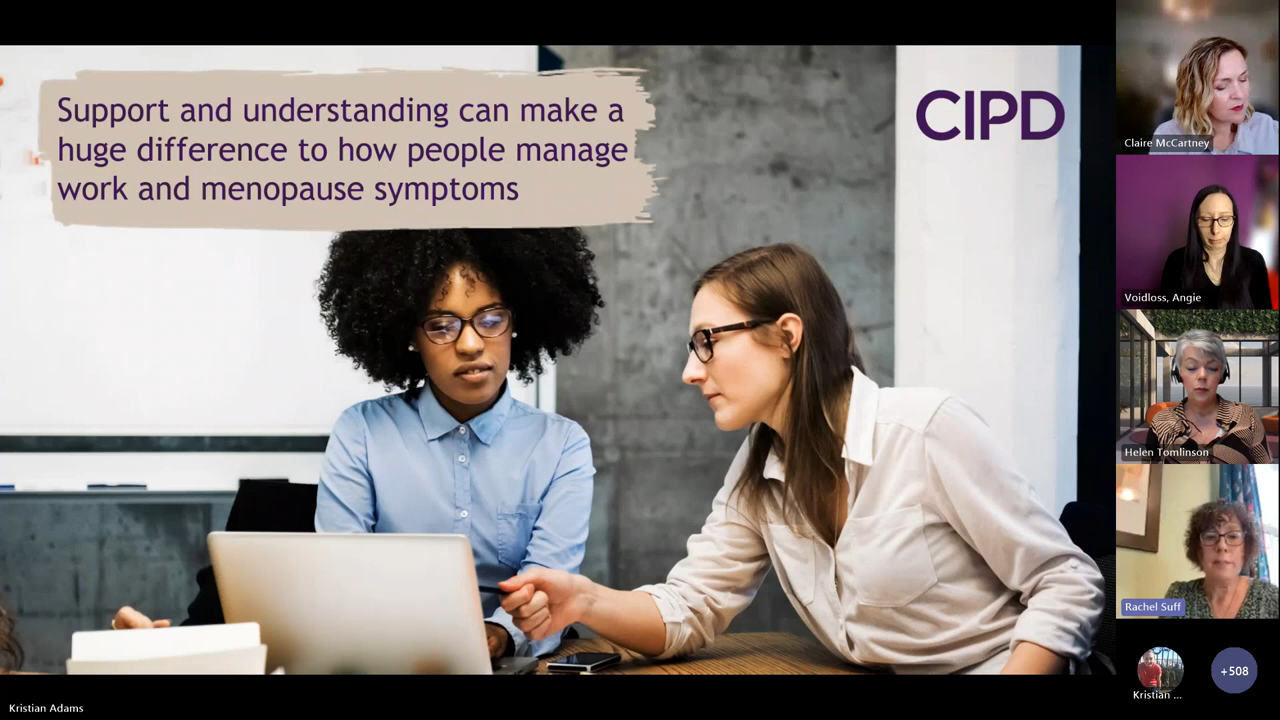 Support and understanding can make a
huge difference to how people manage
work and menopause symptoms
CIPD
Claire McCartney
Voidloss, Angie
Helen Tomlinson
Rachel Suff
Kristian ...
+508
Kristian Adams